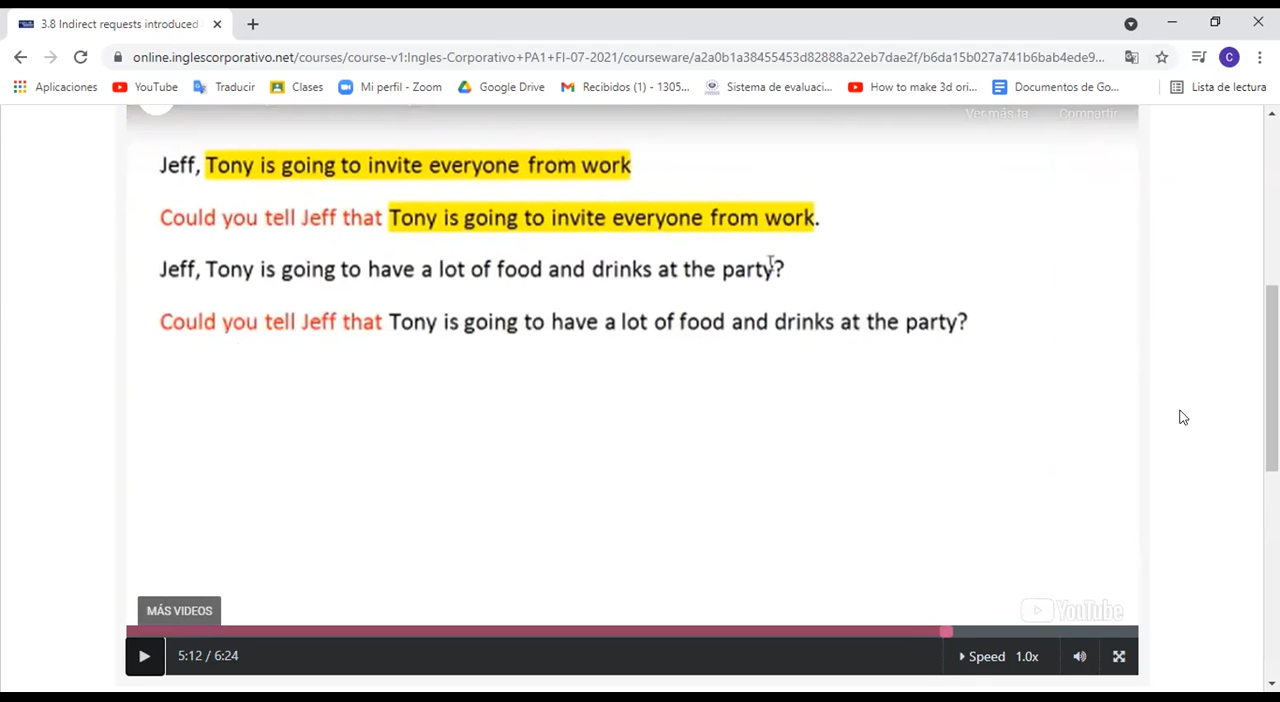 3.8 Indirect requests introduced
online.inglescorporativo.net/courses/course-v1:Ingles-Corporativo+PA1+FI-07-2021/courseware/a2a0b1a38455453d82888a22eb7dae2f/b6da15b027a741b6bab4ede9...
C
Aplicaciones YouTube Traducir Clases Mi perfil - Zoom Google Drive Recibidos (1) - 1305... Sistema de evaluaci... How to make 3d ori... Documentos de Go... Lista de lectura
Ver más ta Compartir
Jeff, Tony is going to invite everyone from work
Could you tell Jeff that Tony is going to invite everyone from work.
Jeff, Tony is going to have a lot of food and drinks at the party?
Could you tell Jeff that Tony is going to have a lot of food and drinks at the party?
MÁS VIDEOS
YouTube
5:12 / 6:24 Speed 1.0x